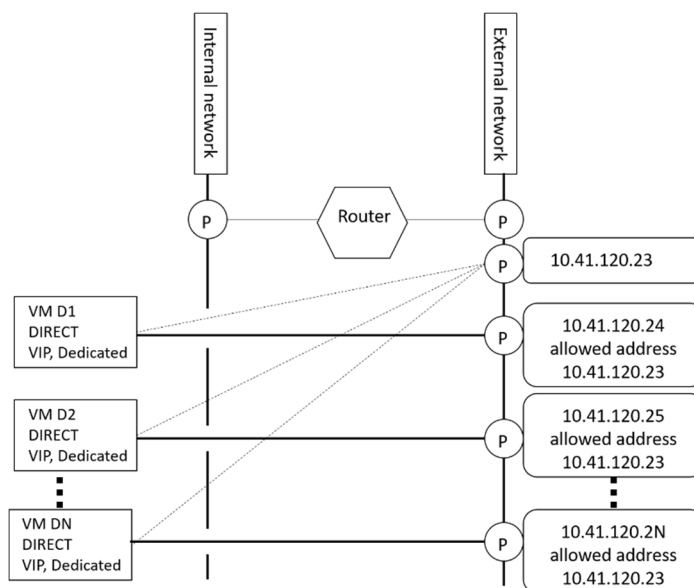 Internal network
External network
P
Router
P
P
10.41.120.23
VM D1
DIRECT
VIP, Dedicated
P
10.41.120.24
allowed address
10.41.120.23
VM D2
DIRECT
VIP, Dedicated
P
10.41.120.25
allowed address
10.41.120.23
VM DN
DIRECT
VIP, Dedicated
P
10.41.120.2N
allowed address
10.41.120.23